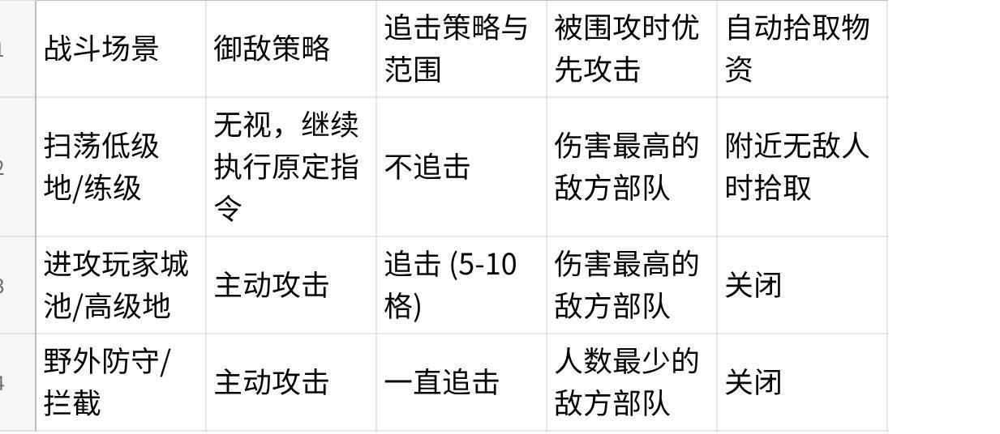 战斗场景
御敌策略
追击策略与
范围
被围攻时优
先攻击
自动拾取物
资
2
扫荡低级
地/练级
无视，继续
执行原定指
令
不追击
伤害最高的
敌方部队
附近无敌人
时拾取
3
进攻玩家城
池/高级地
主动攻击
追击 (5-10
格)
伤害最高的
敌方部队
关闭
4
野外防守/
拦截
主动攻击
一直追击
人数最少的
敌方部队
关闭